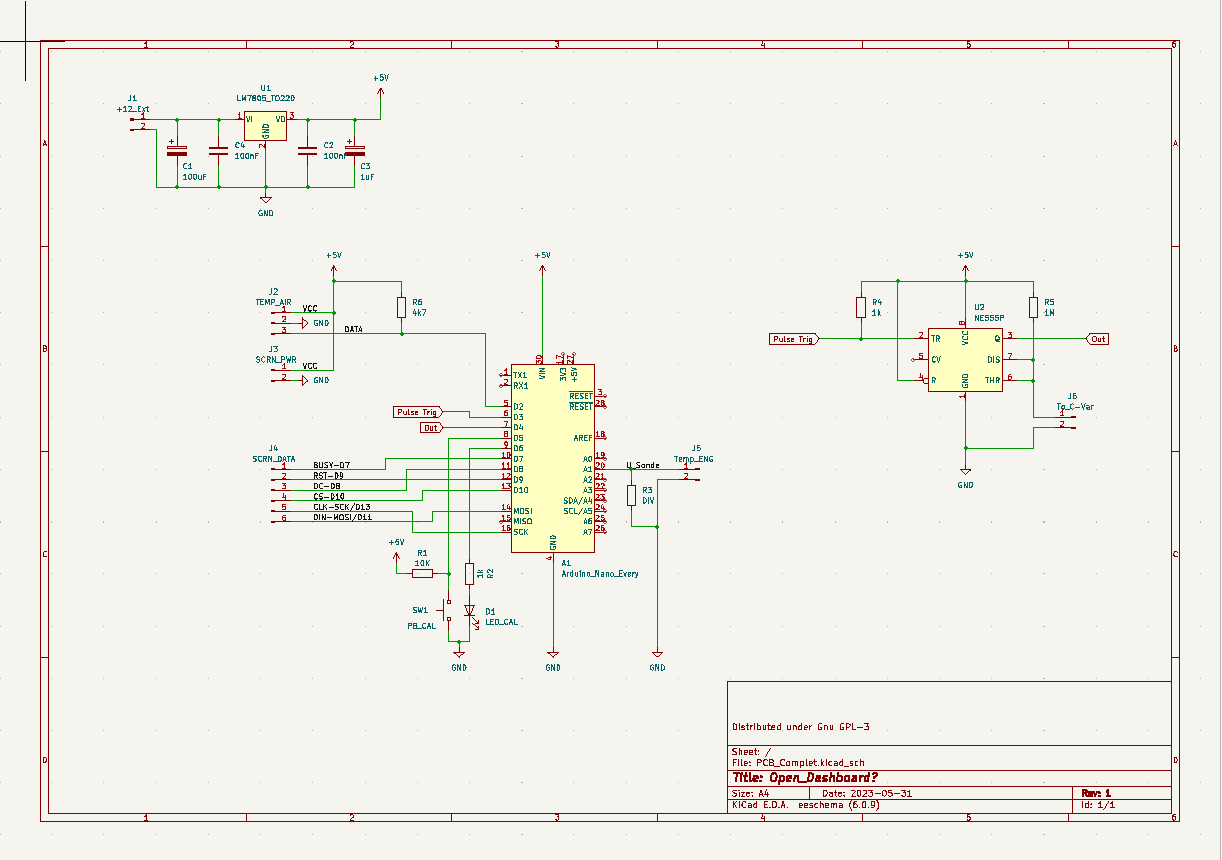 1 2 3 4 5 6
A
B
C
D
J1
+12_Ext
1
2
C1
100uF
C4
100nF
U1
LM7805_TO220
1 VI VO 3
GND
2
GND
C2
100nF
C3
1uF
+5V
+5V
J2
TEMP_AIR
1 VCC
2 GND
3 DATA
R6
4k7
J3
SCRN_PWR
1 VCC
2 GND
Pulse Trig
Out
J4
SCRN_DATA
1 BUSY-D7
2 RST-D9
3 DC-D8
4 CS-D10
5 CLK-SCK/D13
6 DIN-MOSI/D11
+5V
R1
10K
1k
R2
SW1
PB_CAL
D1
LED_CAL
GND
+5V
30 17 27
VIN 3V3 +5V
1 TX1
2 RX1
5 D2
6 D3
7 D4
8 D5
9 D6
10 D7
11 D8
12 D9
13 D10
14 MOSI
15 MISO
16 SCK
RESET 3
RESET 28
AREF 18
A0 19
A1 20
A2 21
A3 22
SDA/A4 23
SCL/A5 24
A6 25
A7 26
GND
4
A1
Arduino_Nano_Every
GND
U_Sonde
R3
DIV
J5
Temp_ENG
1
2
GND
+5V
R4
1k
Pulse Trig
U2
NE555P
8
VCC
2 TR
5 CV
4 R
Q 3
DIS 7
THR 6
GND
1
R5
1M
Out
J6
To_C-Var
1
2
GND
Distributed under Gnu GPL-3
Sheet: /
File: PCB_Complet.kicad_sch
Title: Open_Dashboard?
Size: A4 Date: 2023-05-31 Rev: 1
KiCad E.D.A. eeschema (6.0.9) Id: 1/1
A
B
C
D
1 2 3 4 5 6